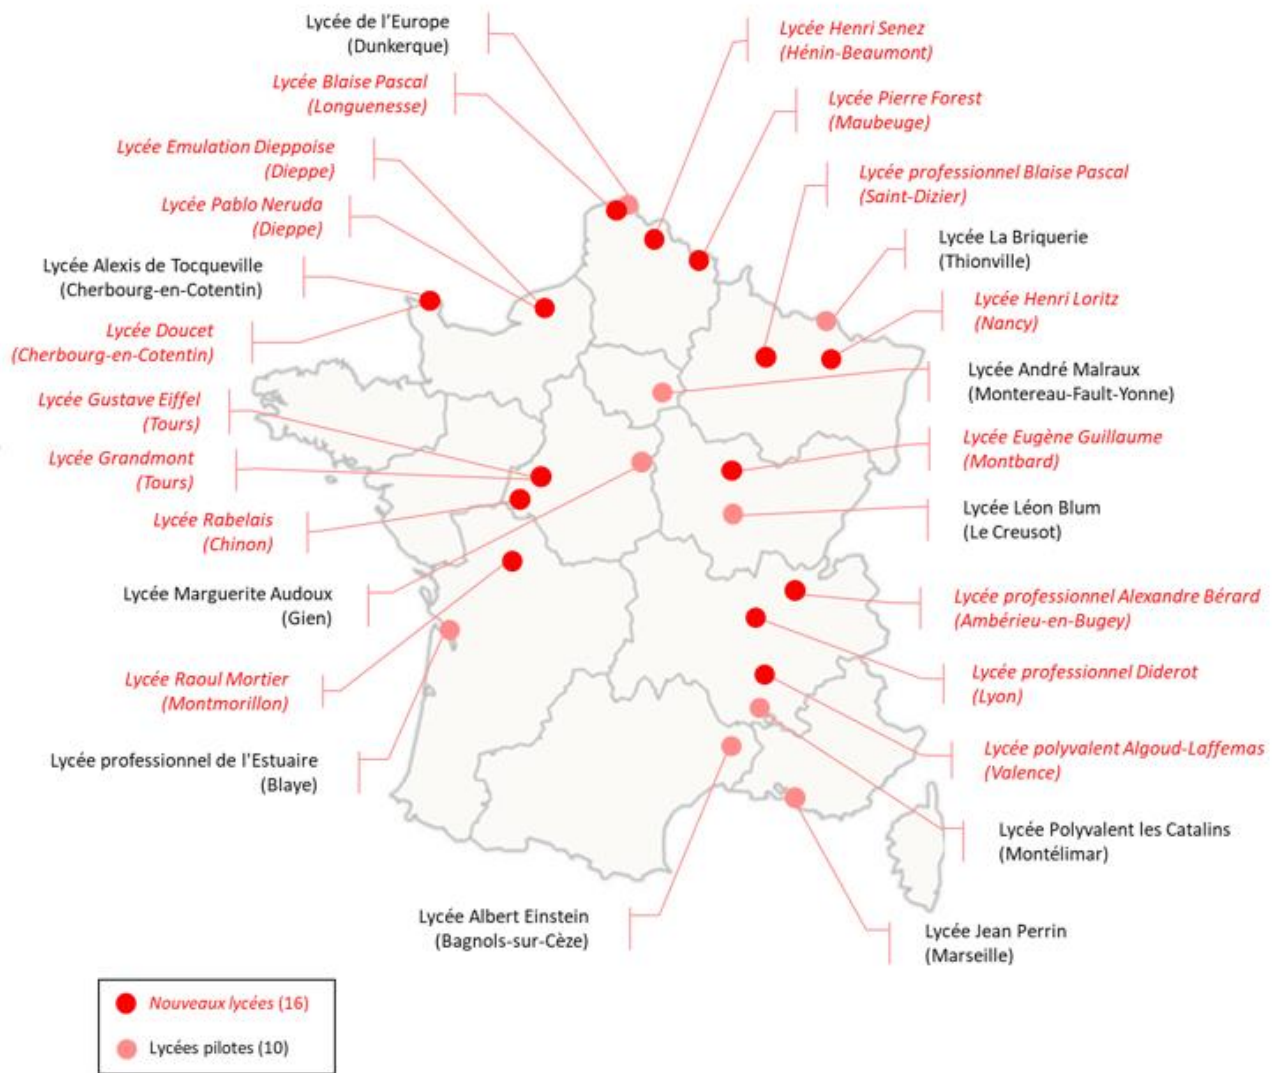 Lycée de l'Europe
(Dunkerque)
Lycée Henri Senez
(Hénin-Beaumont)
Lycée Blaise Pascal
(Longuenesse)
Lycée Pierre Forest
(Maubeuge)
Lycée Emulation Dieppoise
(Dieppe)
Lycée professionnel Blaise Pascal
(Saint-Dizier)
Lycée Pablo Neruda
(Dieppe)
Lycée La Briquerie
(Thionville)
Lycée Alexis de Tocqueville
(Cherbourg-en-Cotentin)
Lycée Henri Loritz
(Nancy)
Lycée Doucet
(Cherbourg-en-Cotentin)
Lycée André Malraux
(Montereau-Fault-Yonne)
Lycée Gustave Eiffel
(Tours)
Lycée Eugène Guillaume
(Montbard)
Lycée Grandmont
(Tours)
Lycée Léon Blum
(Le Creusot)
Lycée Rabelais
(Chinon)
Lycée Marguerite Audoux
(Gien)
Lycée professionnel Alexandre Bérard
(Ambérieu-en-Bugey)
Lycée Raoul Mortier
(Montmorillon)
Lycée professionnel Diderot
(Lyon)
Lycée professionnel de l'Estuaire
(Blaye)
Lycée polyvalent Algoud-Laffemas
(Valence)
Lycée Polyvalent les Catalins
(Montélimar)
Lycée Albert Einstein
(Bagnols-sur-Cèze)
Lycée Jean Perrin
(Marseille)
Nouveaux lycées (16)
Lycées pilotes (10)